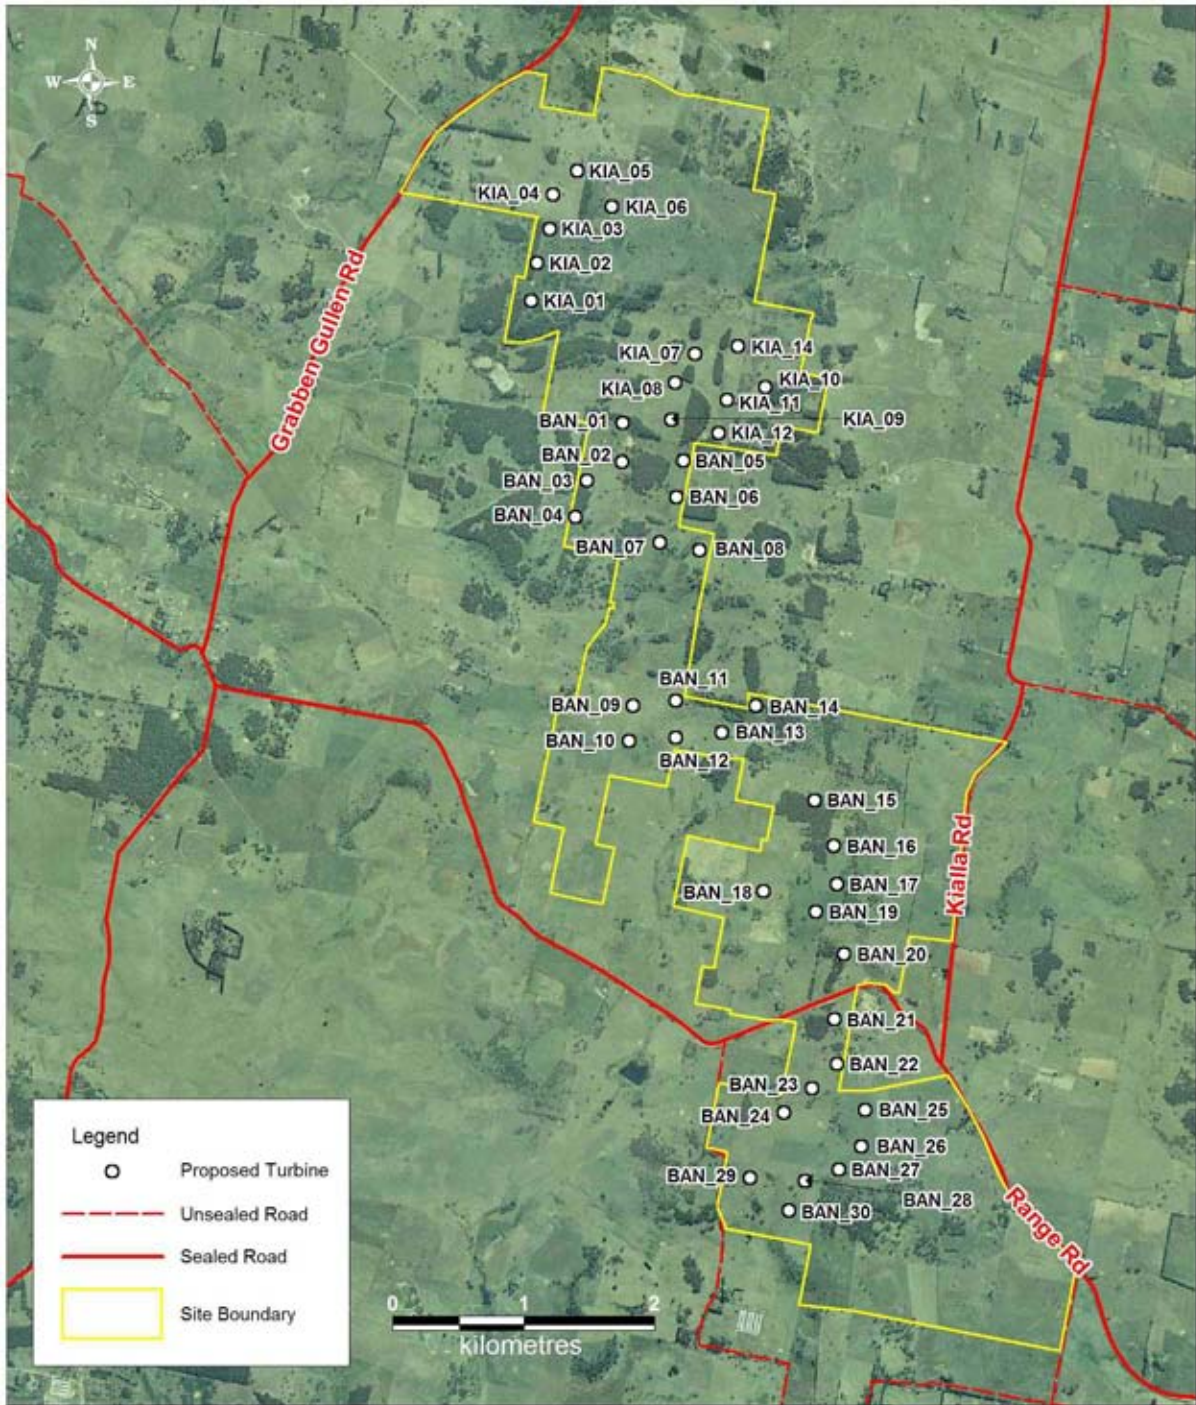 N
W E
S
KIA_05
KIA_04
KIA_06
KIA_03
KIA_02
KIA_01
Grabben Gullen Rd
KIA_14
KIA_07
KIA_10
KIA_08
KIA_11
KIA_09
BAN_01
KIA_12
BAN_02
BAN_05
BAN_03
BAN_06
BAN_04
BAN_07
BAN_08
BAN_11
BAN_09
BAN_14
BAN_13
BAN_10
BAN_12
BAN_15
BAN_16
Kialla Rd
BAN_17
BAN_18
BAN_19
BAN_20
BAN_21
BAN_22
BAN_23
BAN_24
BAN_25
BAN_26
BAN_27
BAN_29
BAN_28
BAN_30
Range Rd
Legend
Proposed Turbine
Unsealed Road
Sealed Road
Site Boundary
0 1 2
kilometres